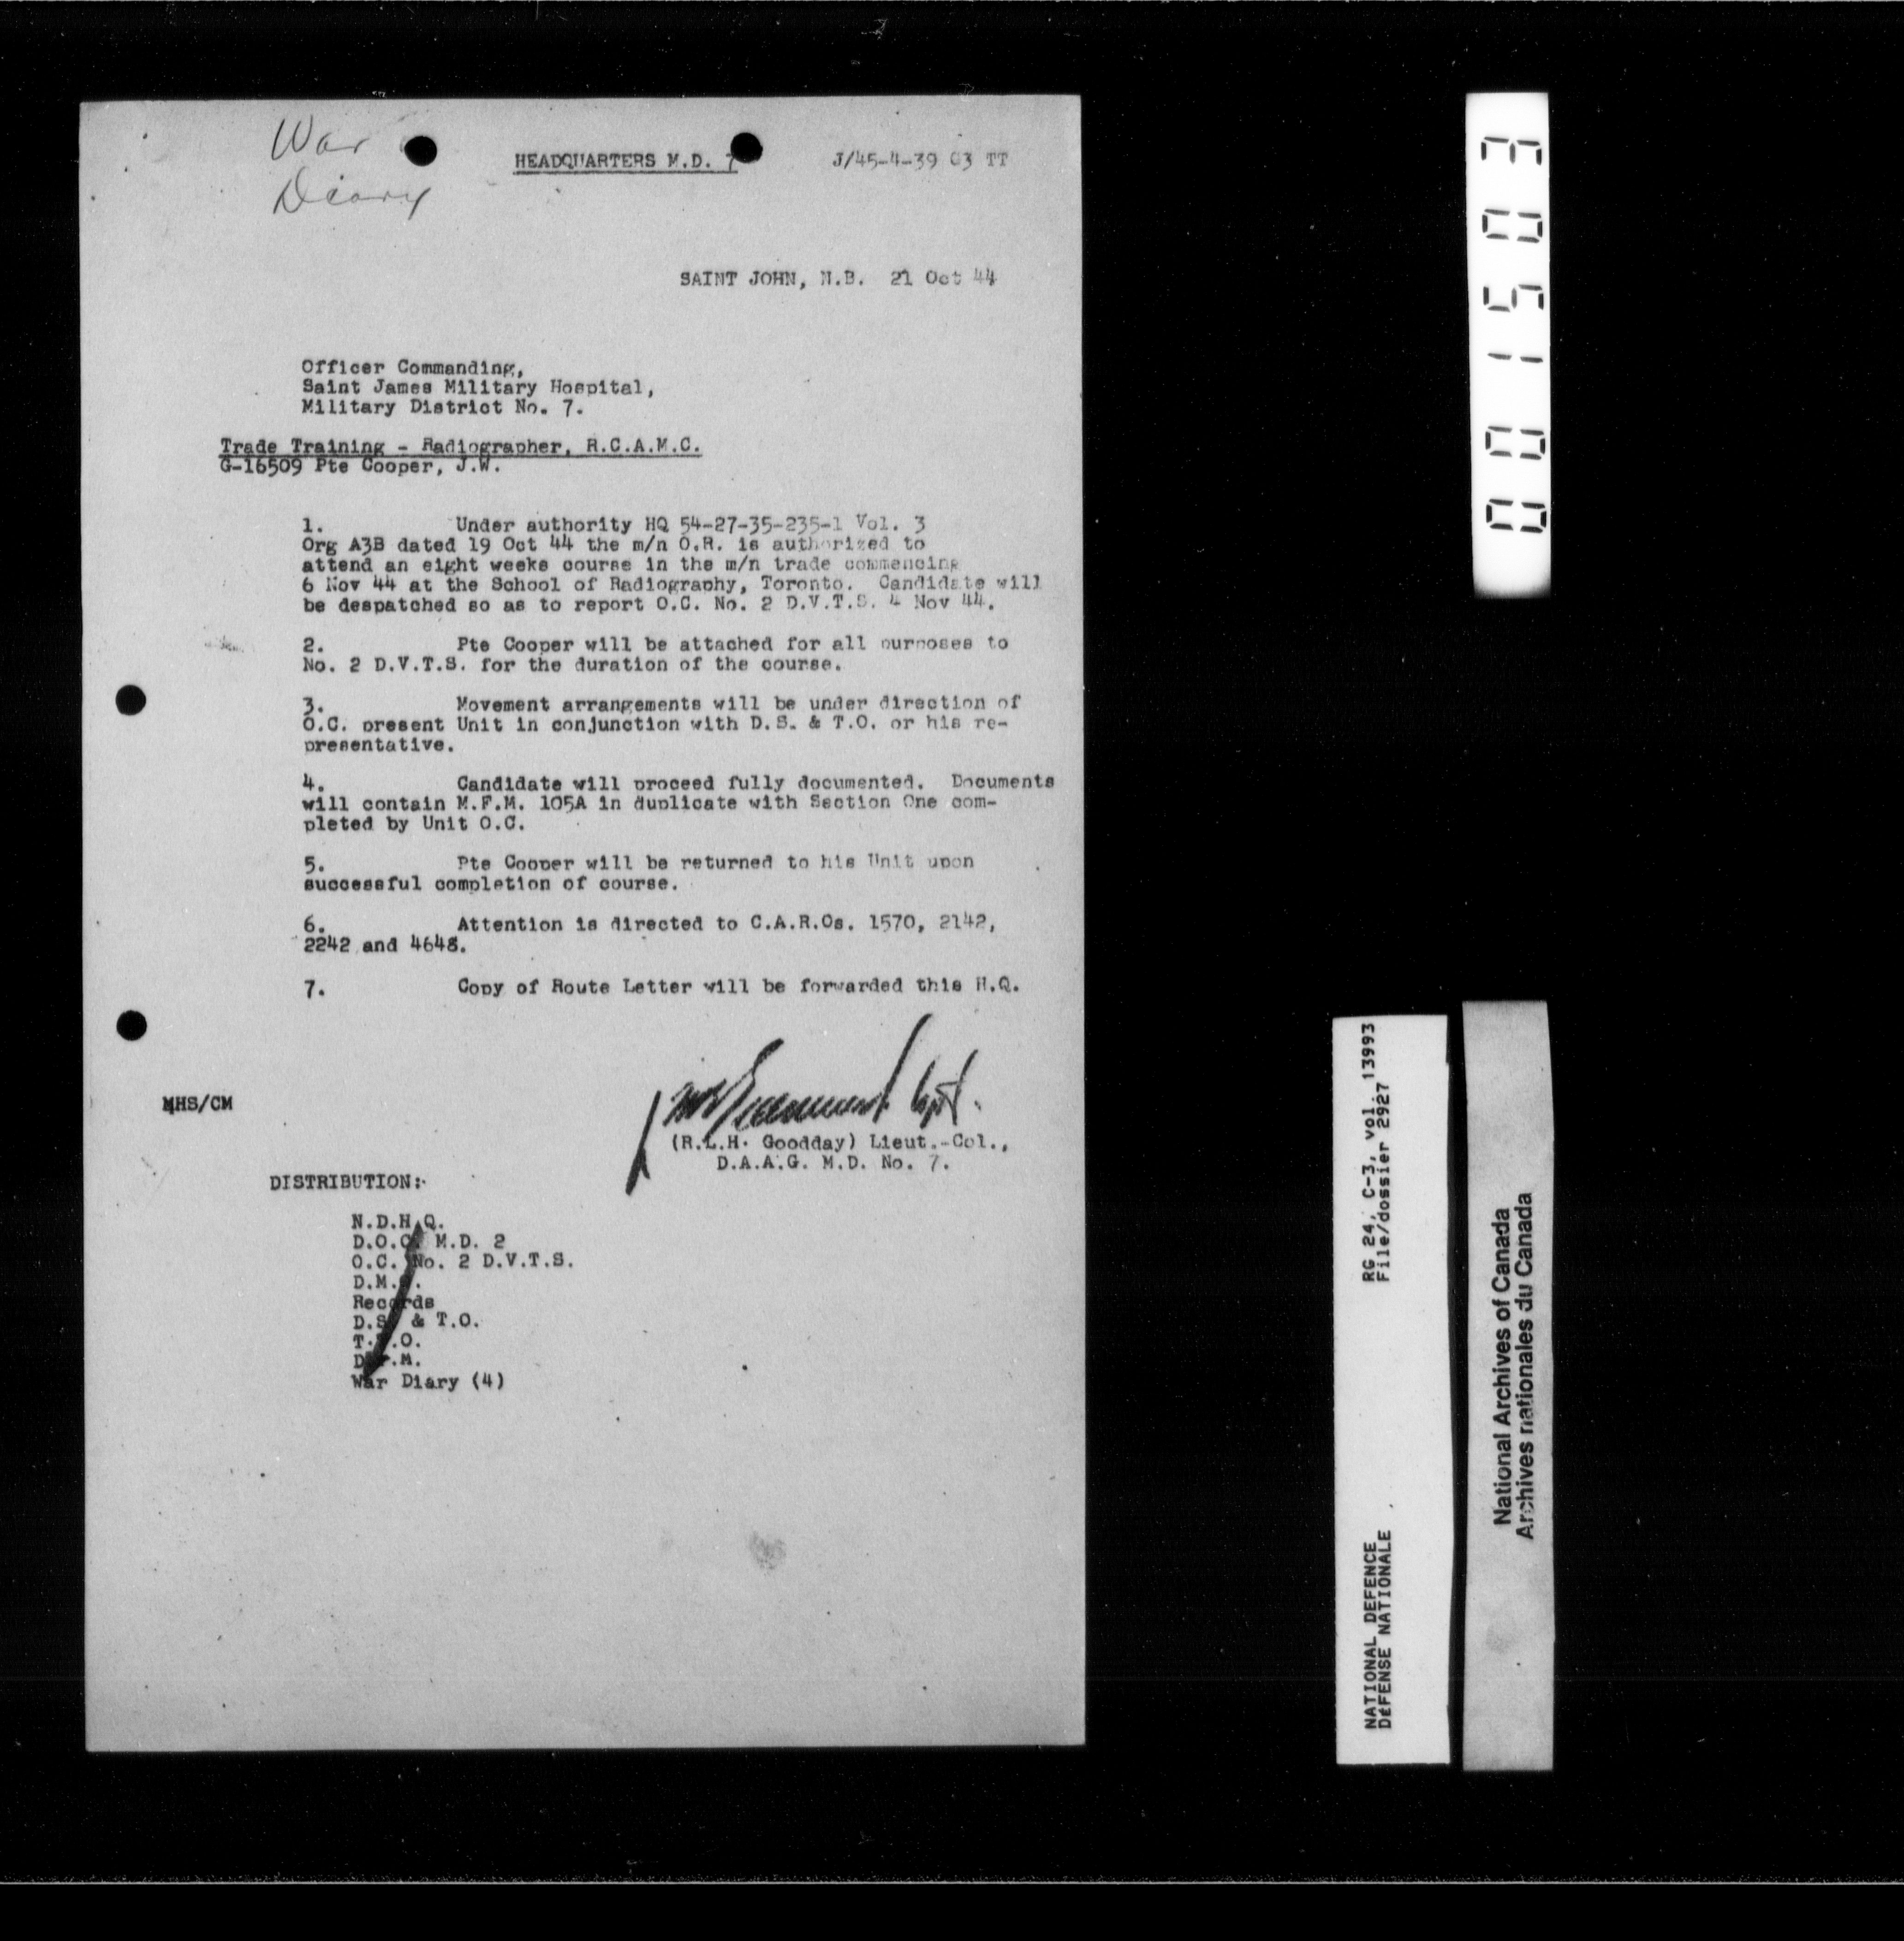 War
Diary
HEADQUARTERS M.D. 7
J/45-4-39 O3 TT
SAINT JOHN, N.B. 21 Oct 44
Officer Commanding,
Saint James Military Hospital,
Military District No. 7.
Trade Training - Radiographer, R.C.A.M.C.
G-16509 Pte Cooper, J.W.
1. Under authority HQ 54-27-35-235-1 Vol. 3
Org A3B dated 19 Oct 44 the m/n O.R. is authorized to
attend an eight weeks course in the m/n trade commencing
6 Nov 44 at the School of Radiography, Toronto. Candidate will
be despatched so as to report O.C. No. 2 D.V.T.S. 4 Nov 44.
2. Pte Cooper will be attached for all purposes to
No. 2 D.V.T.S. for the duration of the course.
3. Movement arrangements will be under direction of
O.C. present Unit in conjunction with D.S. & T.O. or his re-
presentative.
4. Candidate will proceed fully documented. Documents
will contain M.F.M. 105A in duplicate with Section One com-
pleted by Unit O.C.
5. Pte Cooper will be returned to his Unit upon
successful completion of course.
6. Attention is directed to C.A.R.Os. 1570, 2142,
2242 and 4648.
7. Copy of Route Letter will be forwarded this H.Q.
Capt.
MHS/CM
(R.L.H. Goodday) Lieut.-Col.,
D.A.A.G. M.D. No. 7.
DISTRIBUTION:
N.D.H.Q.
D.O.C. M.D. 2
O.C. No. 2 D.V.T.S.
Records
D.S. & T.O.
War Diary (4)
001503
RG 24, C-3, vol. 13993
File/dossier 2927
NATIONAL DEFENCE
DÉFENSE NATIONALE
National Archives of Canada
Archives nationales du Canada